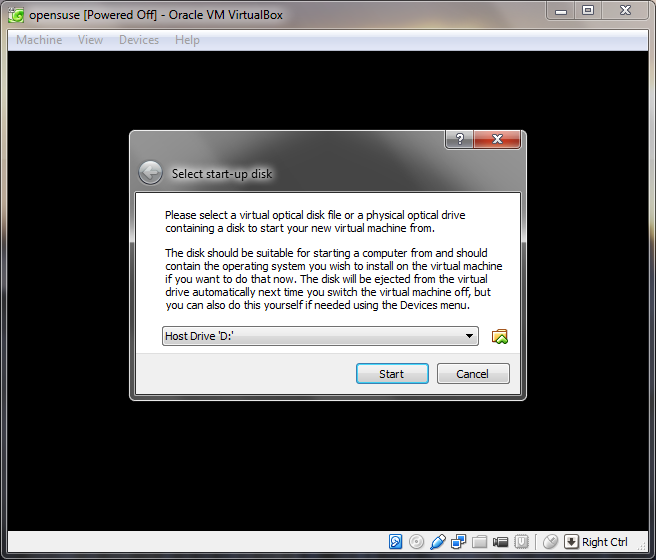 opensuse [Powered Off] - Oracle VM VirtualBox
Machine View Devices Help
?
Select start-up disk
Please select a virtual optical disk file or a physical optical drive
containing a disk to start your new virtual machine from.
The disk should be suitable for starting a computer from and should
contain the operating system you wish to install on the virtual machine
if you want to do that now. The disk will be ejected from the virtual
drive automatically next time you switch the virtual machine off, but
you can also do this yourself if needed using the Devices menu.
Host Drive 'D:'
Start Cancel
Right Ctrl